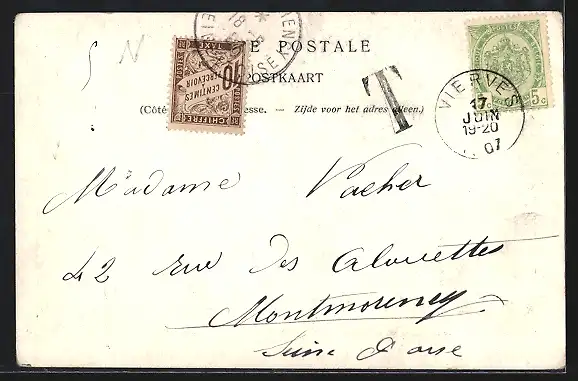 E POSTALE
POSTKAART
(Côté esse. — Zijde voor het adres alleen.)
10
CENTIMES
A PERCEVOIR
CHIFFRE
TAXE
T
POSTES
5c
VIERVES
17
JUIN
19-20
07
Madame Vacher
42 rue des Alouettes
Montmorency
Seine & Oise